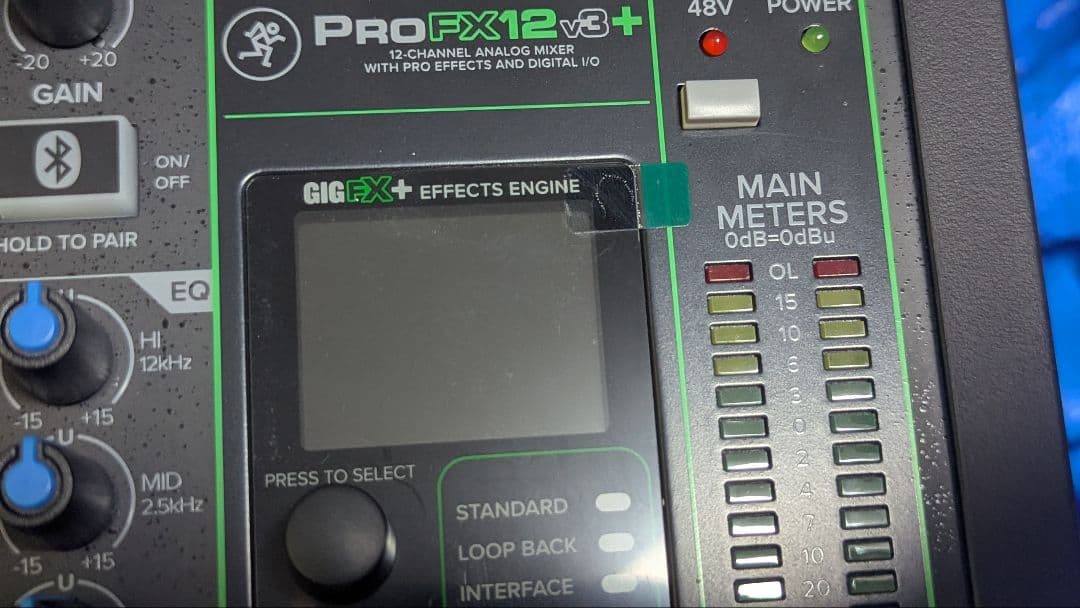 -20 +20
GAIN
ON/
OFF
HOLD TO PAIR
EQ
U
HI
12kHz
-15 +15
U
MID
2.5kHz
-15 +15
U
PROFX12v3+
12-CHANNEL ANALOG MIXER
WITH PRO EFFECTS AND DIGITAL I/O
GIGFX+ EFFECTS ENGINE
PRESS TO SELECT
STANDARD
LOOP BACK
INTERFACE
48V POWER
MAIN
METERS
0dB=0dBu
OL
15
10
6
3
0
2
4
7
10
20